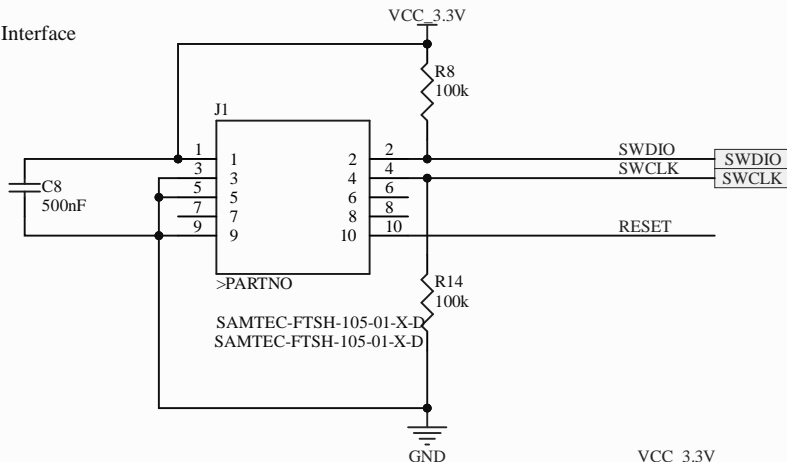 VCC_3.3V
Interface
R8
100k
J1
1 1 2 2 SWDIO SWDIO
3 3 4 4 SWCLK SWCLK
5 5 6 6
7 7 8 8
9 9 10 10 RESET
C8
500nF
>PARTNO
R14
100k
SAMTEC-FTSH-105-01-X-D
SAMTEC-FTSH-105-01-X-D
GND
VCC_3.3V